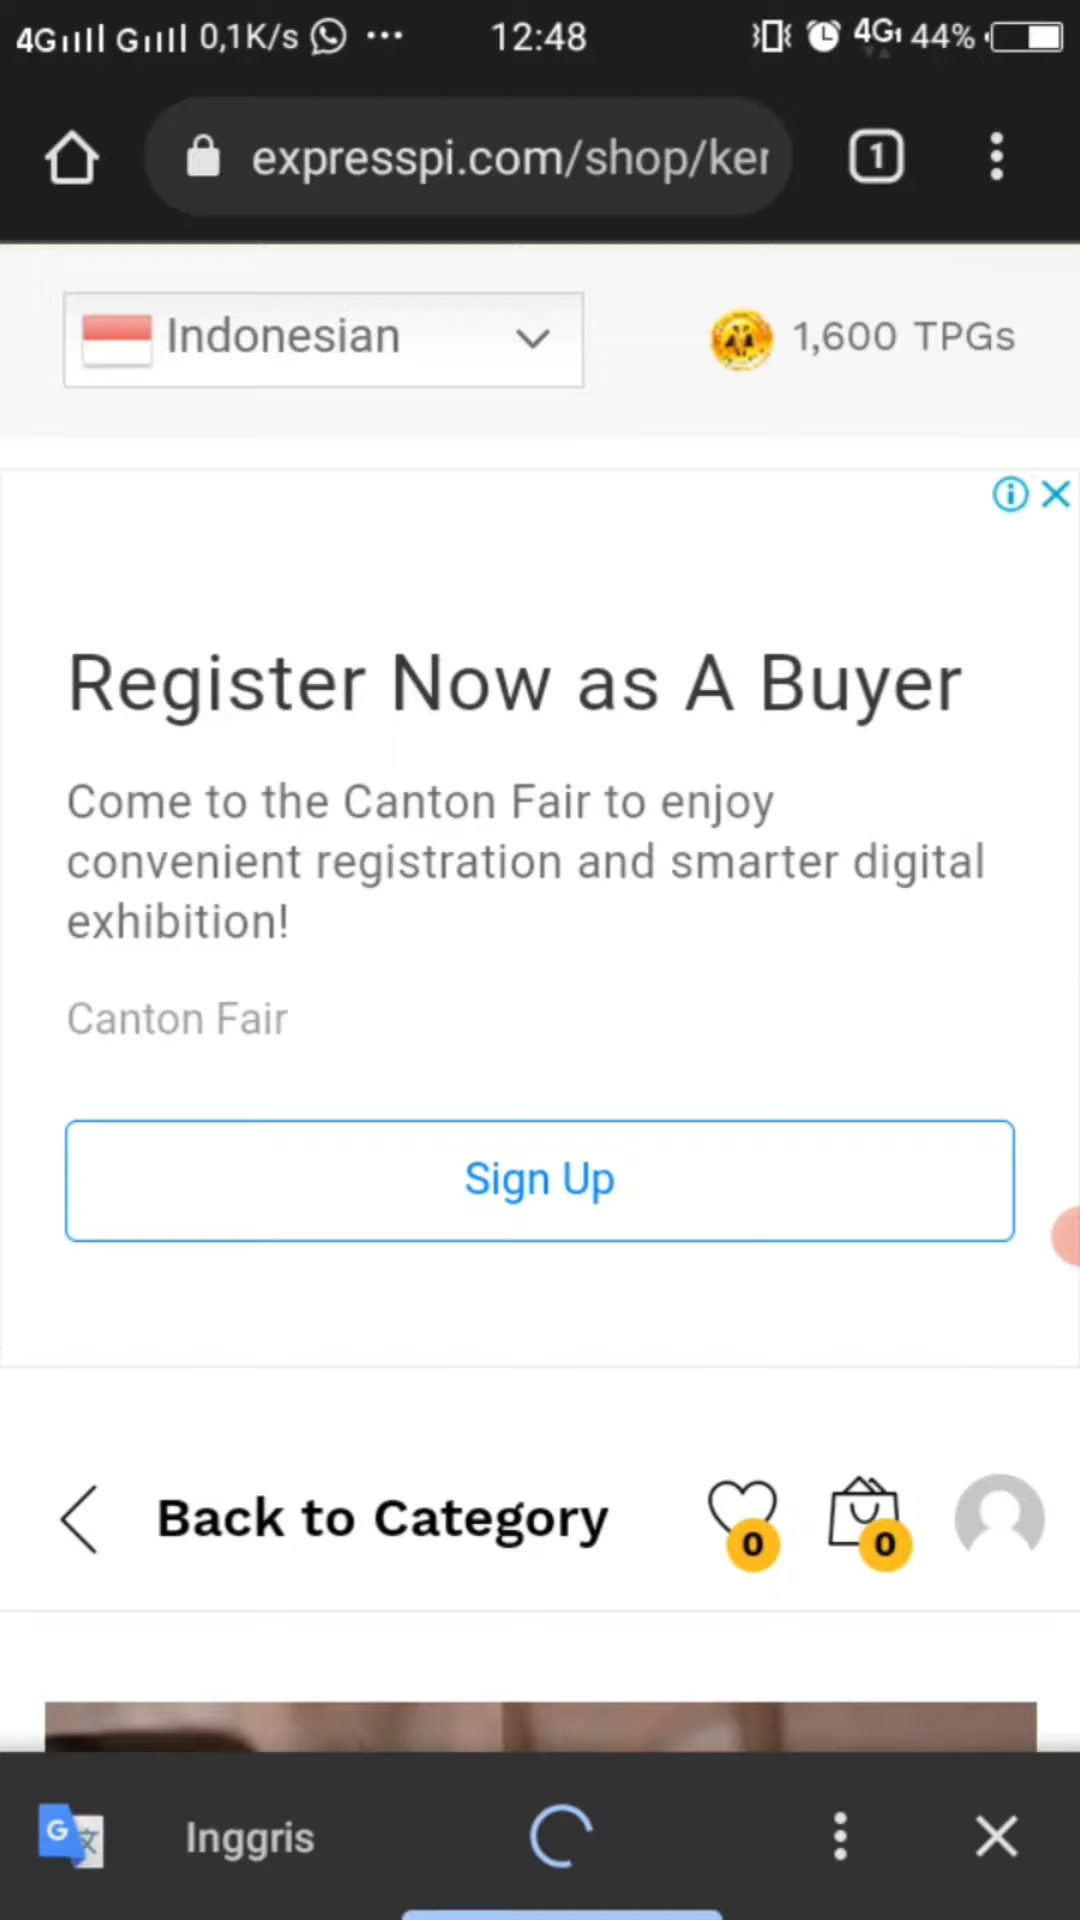 4G G 0,1K/s 12:48 4G 44%
expresspi.com/shop/ker
1
Indonesian
1,600 TPGs
Register Now as A Buyer
Come to the Canton Fair to enjoy
convenient registration and smarter digital
exhibition!
Canton Fair
Sign Up
Back to Category
0
0
G 文
Inggris